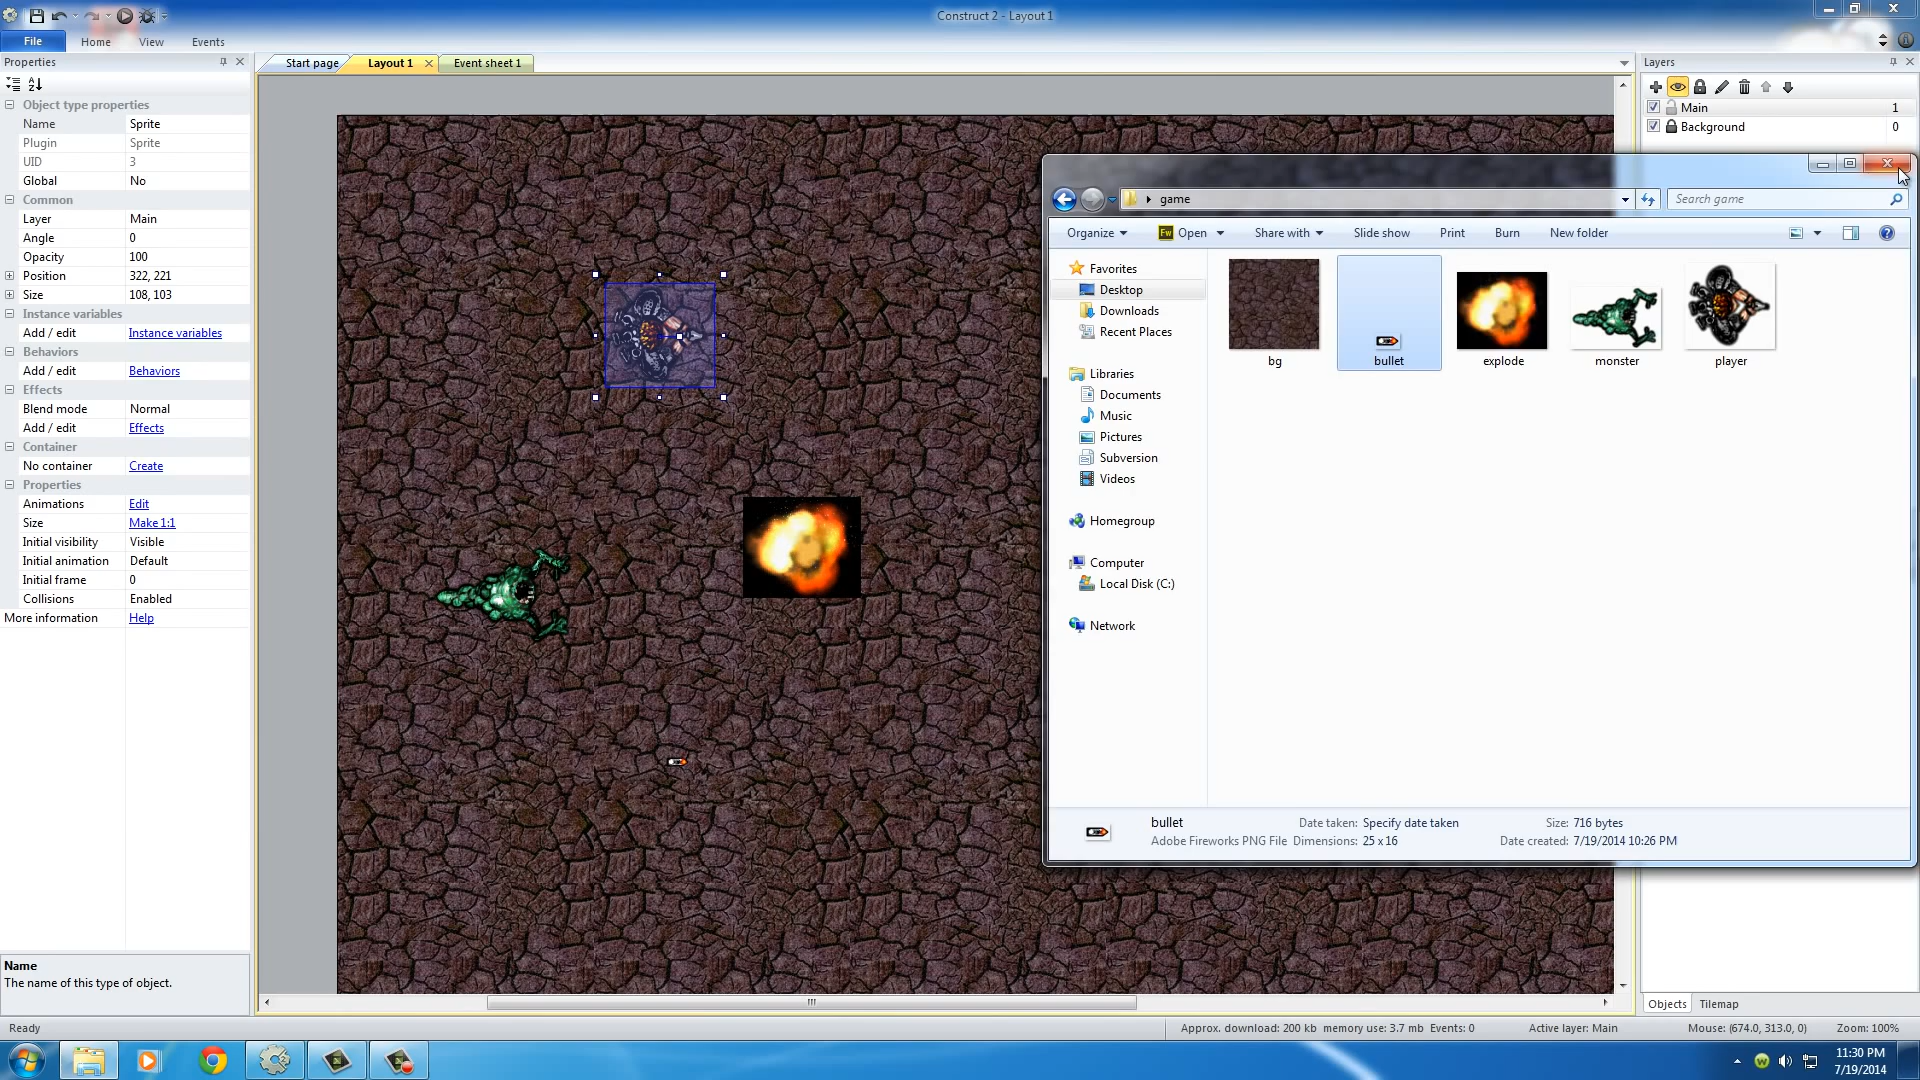 Construct 2 - Layout 1
File Home View Events
Properties
Object type properties
Name Sprite
Plugin Sprite
UID 3
Global No
Common
Layer Main
Angle 0
Opacity 100
Position 322, 221
Size 108, 103
Instance variables
Add / edit Instance variables
Behaviors
Add / edit Behaviors
Effects
Blend mode Normal
Add / edit Effects
Container
No container Create
Properties
Animations Edit
Size Make 1:1
Initial visibility Visible
Initial animation Default
Initial frame 0
Collisions Enabled
More information Help
Name
The name of this type of object.
Start page Layout 1 Event sheet 1
Layers
Main 1
Background 0
game
Search game
Organize Fw Open Share with Slide show Print Burn New folder
Favorites
Desktop
Downloads
Recent Places
Libraries
Documents
Music
Pictures
Subversion
Videos
Homegroup
Computer
Local Disk (C:)
Network
bg bullet explode monster player
bullet Date taken: Specify date taken Size: 716 bytes
Adobe Fireworks PNG File Dimensions: 25 x 16 Date created: 7/19/2014 10:26 PM
Objects Tilemap
Ready Approx. download: 200 kb memory use: 3.7 mb Events: 0 Active layer: Main Mouse: (674.0, 313.0, 0) Zoom: 100%
11:30 PM
7/19/2014